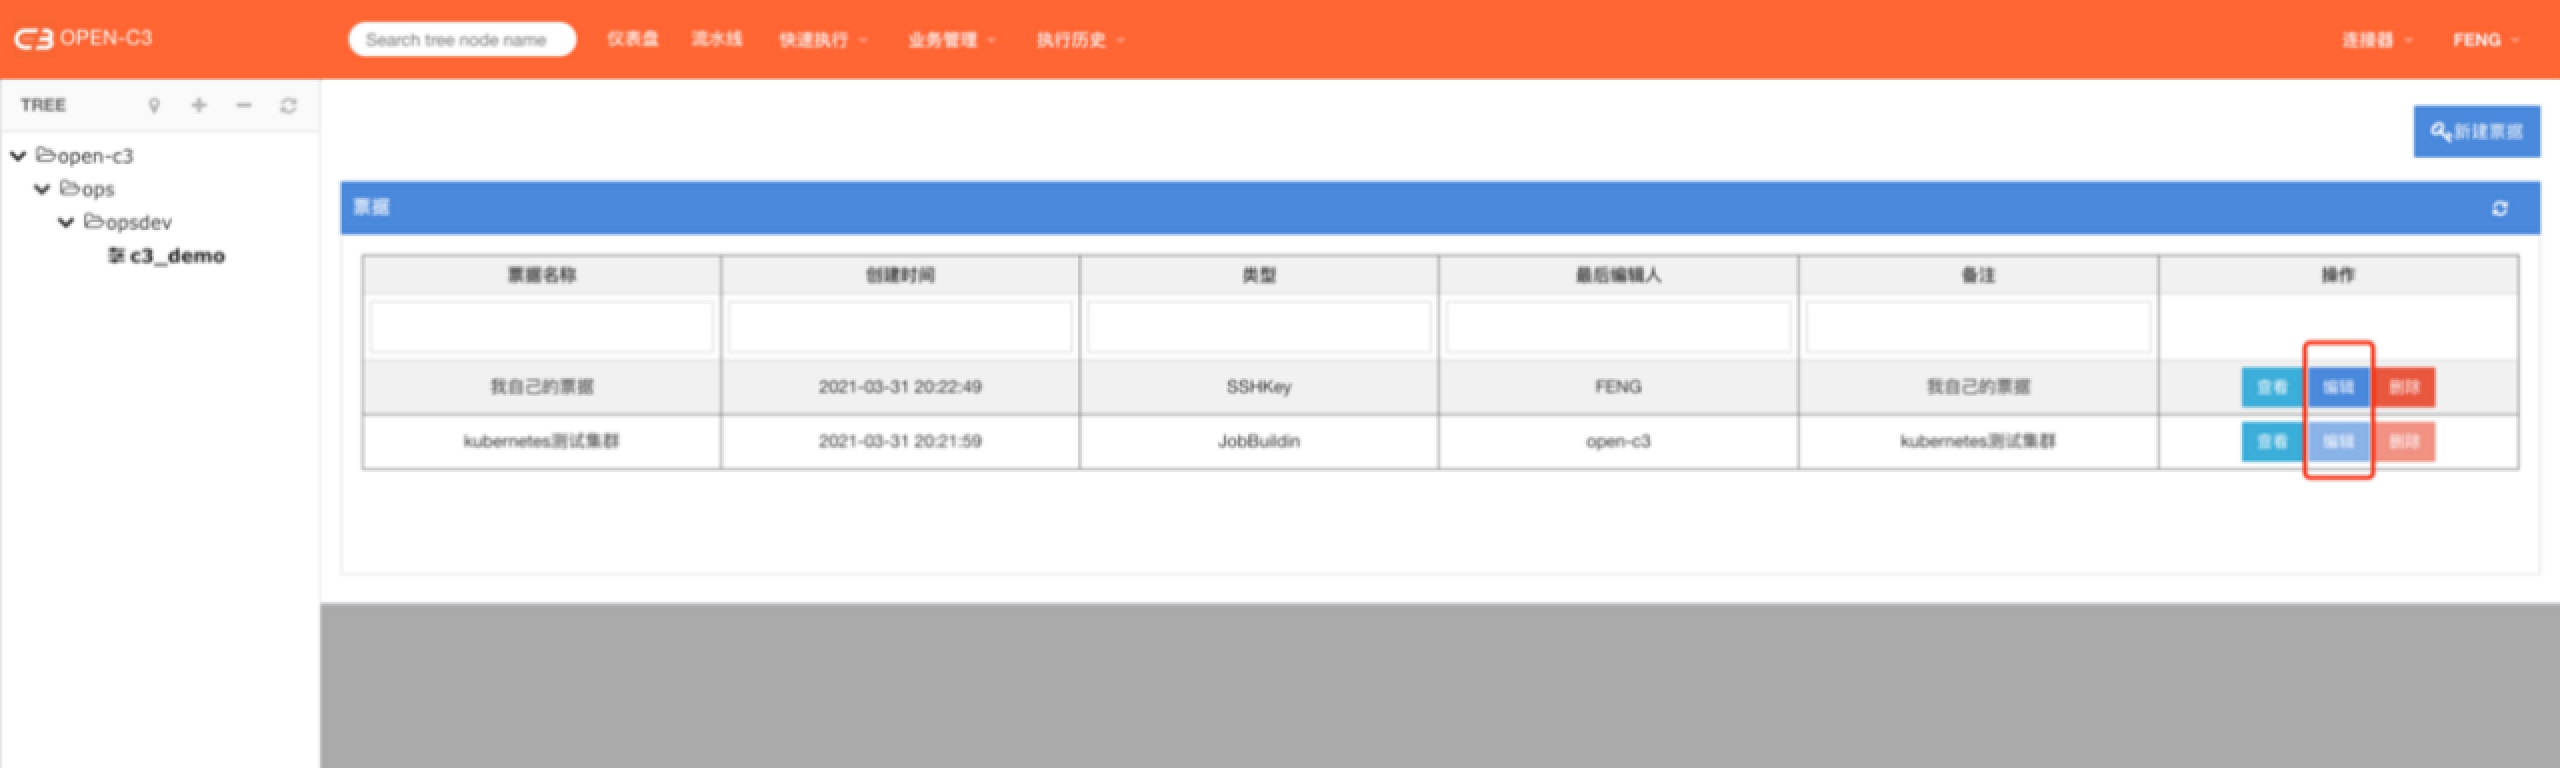 C3 OPEN-C3 Search tree node name 仪表盘 流水线 快速执行 业务管理 执行历史 连接器 FENG
TREE
新建票据
open-c3
ops
opsdev
c3_demo
票据
票据名称 创建时间 类型 最后编辑人 备注 操作
我自己的票据 2021-03-31 20:22:49 SSHKey FENG 我自己的票据 查看 编辑 删除
kubernetes测试集群 2021-03-31 20:21:59 JobBuildin open-c3 kubernetes测试集群 查看 编辑 删除